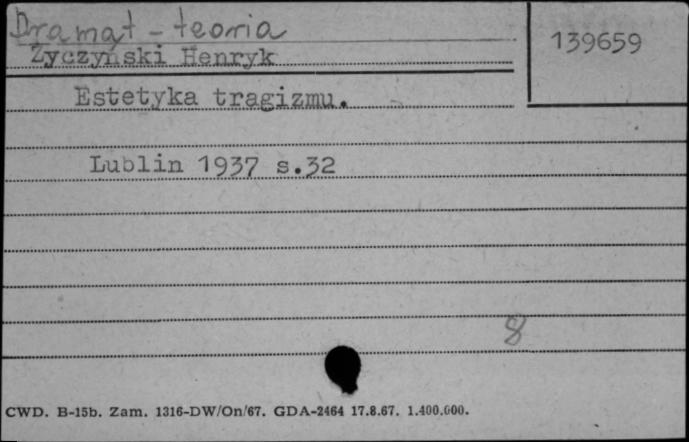 Dramat - teoria
139659
Życzyński Henryk
Estetyka tragizmu.
Lublin 1937 s.32
8
CWD. B-15b. Zam. 1316-DW/On/67. GDA-2464 17.8.67. 1.400.000.